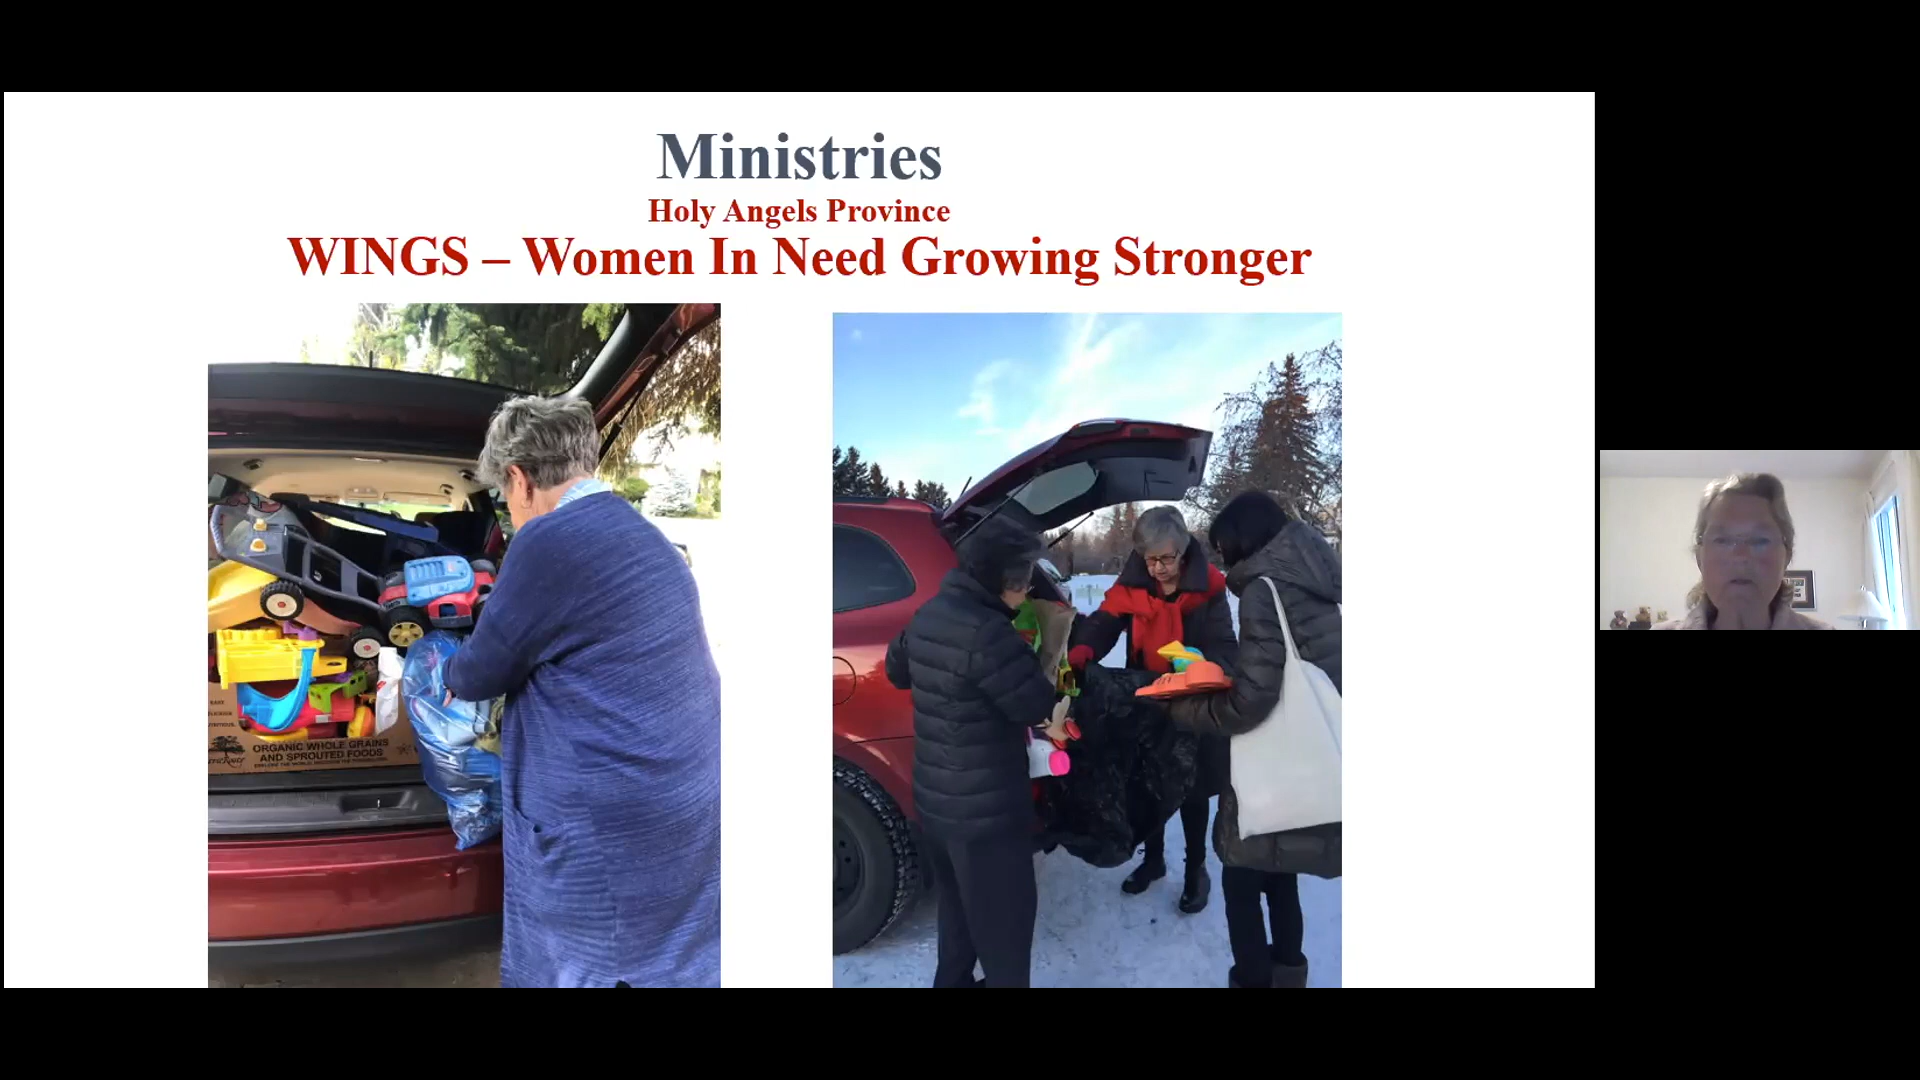 Ministries
Holy Angels Province
WINGS – Women In Need Growing Stronger
ORGANIC WHOLE GRAINS
AND SPROUTED FOODS